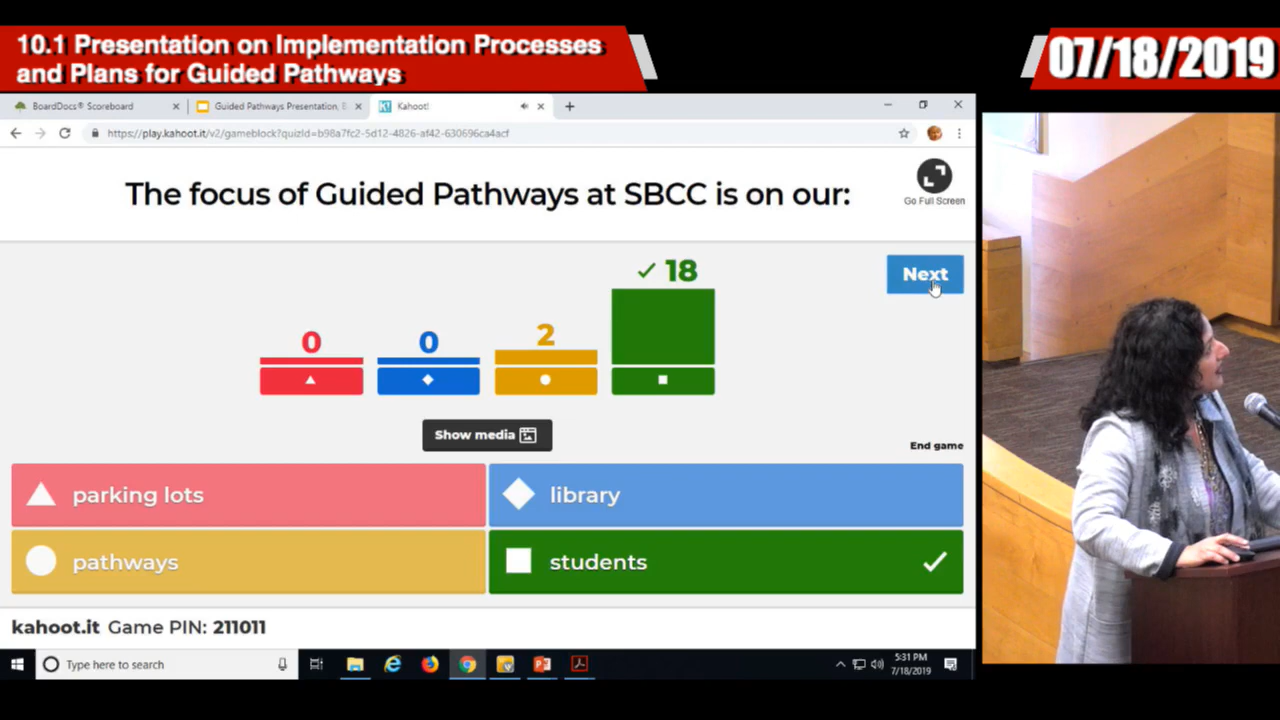 10.1 Presentation on Implementation Processes
and Plans for Guided Pathways
07/18/2019
BoardDocs® Scoreboard
Guided Pathways Presentation,
Kahoot!
https://play.kahoot.it/v2/gameblock?quizId=b98a7fc2-5d12-4826-af42-630696ca4acf
The focus of Guided Pathways at SBCC is on our:
Go Full Screen
18
Next
0
0
2
Show media
End game
parking lots
library
pathways
students
kahoot.it Game PIN: 211011
Type here to search
5:31 PM
7/18/2019